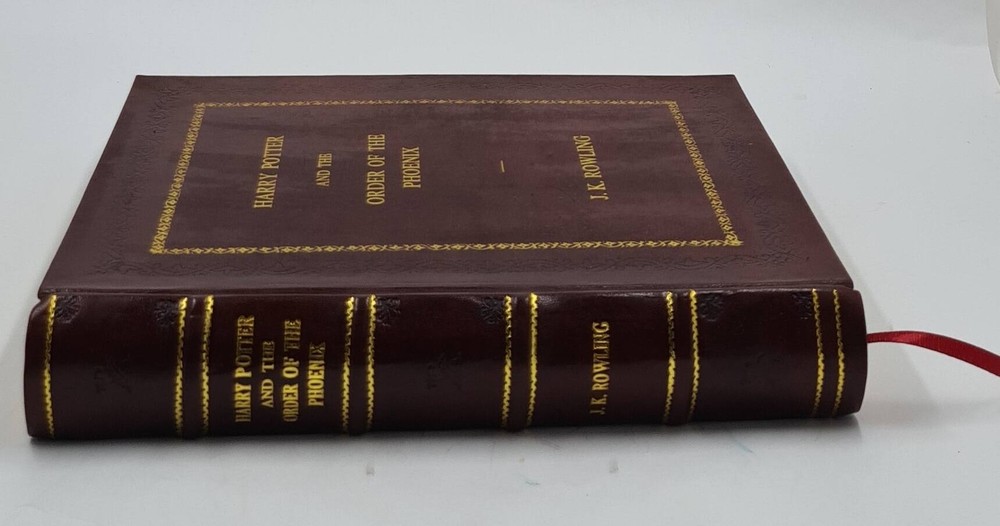 HARRY POTTER
AND THE
ORDER OF THE
PHOENIX
J. K. ROWLING
HARRY POTTER
AND THE
ORDER OF THE
PHOENIX
J. K. ROWLING